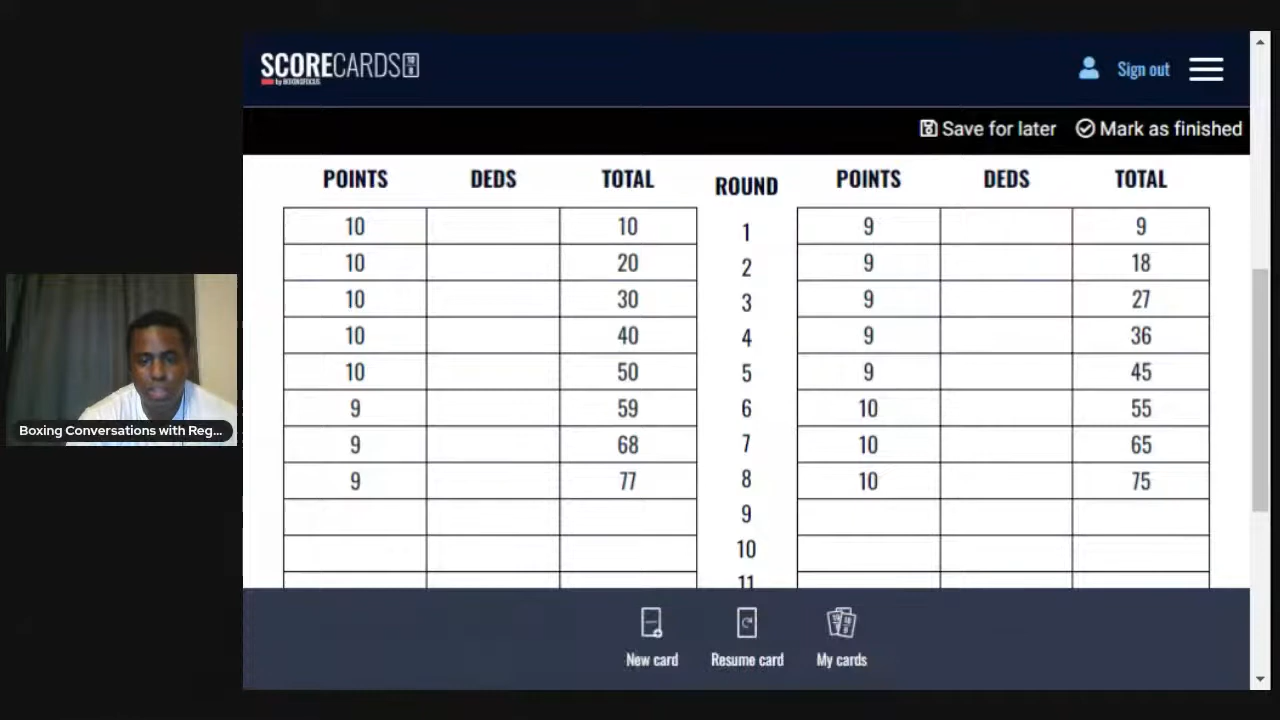 SCORECARDS
by BOXINGFOCUS
Sign out
Save for later
Mark as finished
POINTS DEDS TOTAL ROUND POINTS DEDS TOTAL
10 10 1 9 9
10 20 2 9 18
10 30 3 9 27
10 40 4 9 36
10 50 5 9 45
9 59 6 10 55
9 68 7 10 65
9 77 8 10 75
9
10
11
Boxing Conversations with Reg...
New card Resume card My cards